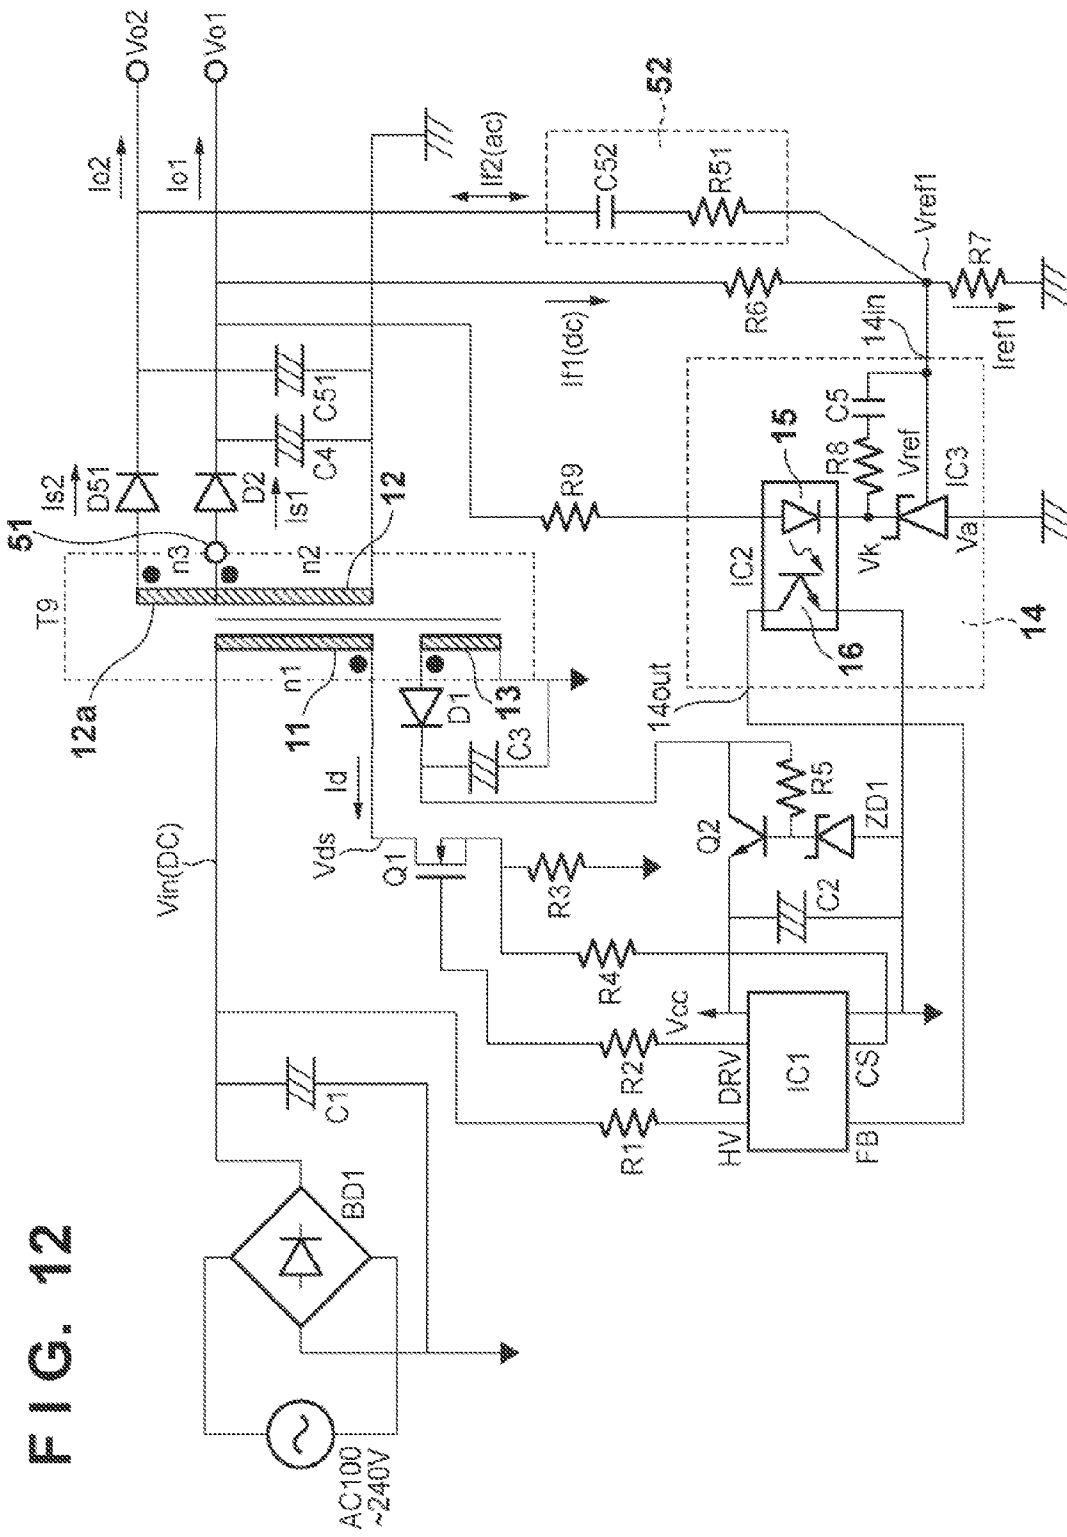 FIG. 12
AC100
~240V
BD1
C1
Vin(DC)
Vds
Id
Q1
R1
R2
R3
R4
HV
DRV
Vcc
IC1
FB
CS
C2
Q2
R5
ZD1
T9
12a
n1
11
13
D1
C3
n3
n2
51
12
Is2
D51
D2
Is1
C4
C51
Io2
Io1
Vo2
Vo1
R9
If1(dc)
If2(ac)
52
C52
R51
R6
Vref1
R7
Iref1
14in
14out
IC2
15
16
R8
C5
Vk
Vref
IC3
Va
14